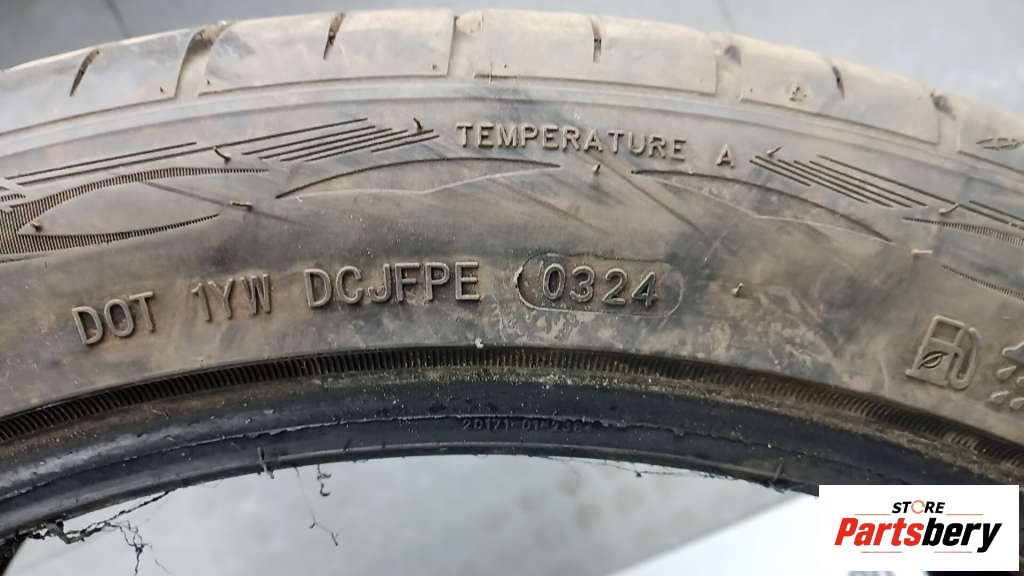 TEMPERATURE A
DOT 1YW DCJFPE 0324
STORE
Partsbery